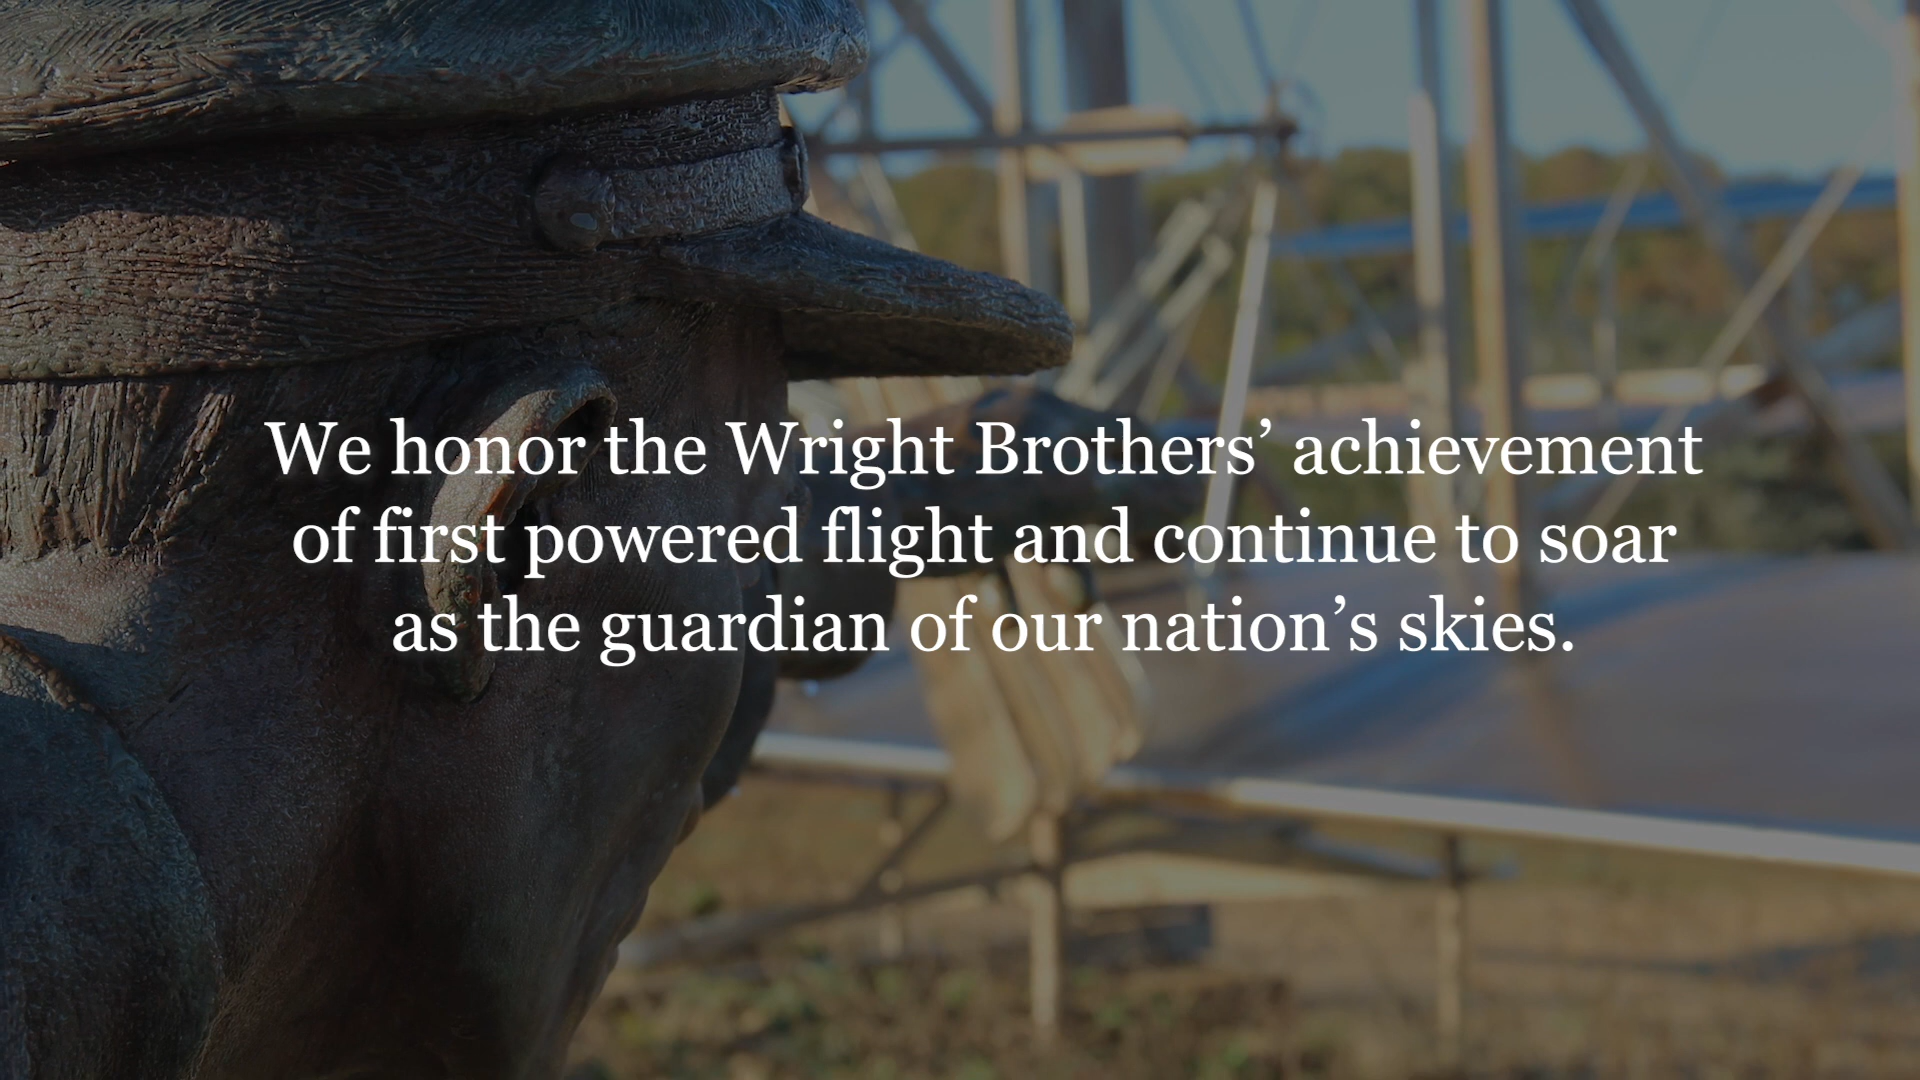 We honor the Wright Brothers’ achievement
of first powered flight and continue to soar
as the guardian of our nation’s skies.